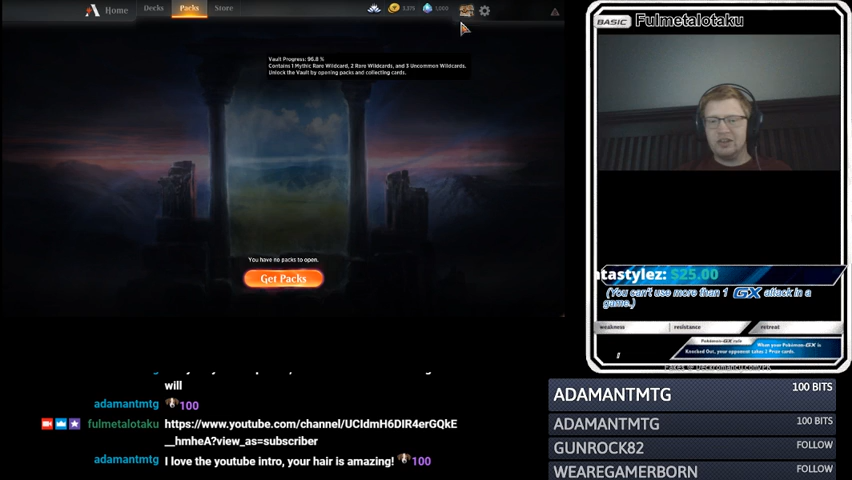 Home Decks Packs Store
Vault Progress: 96.8 %
Contains 1 Mythic Rare Wildcard, 2 Rare Wildcards, and 3 Uncommon Wildcards.
Unlock the Vault by opening packs and collecting cards.
You have no packs to open.
Get Packs
BASIC Fulmetalotaku
ntastylez: $25.00
(You can't use more than 1 GX attack in a
game.)
weakness resistance retreat
Pokémon-GX rule
When your Pokémon-GX is
Knocked Out, your opponent takes 2 Prize cards.
will
adamantmtg 100
fulmetalotaku https://www.youtube.com/channel/UCIdmH6DIR4erGQkE
__hmheA?view_as=subscriber
adamantmtg I love the youtube intro, your hair is amazing! 100
ADAMANTMTG 100 BITS
ADAMANTMTG 100 BITS
GUNROCK82 FOLLOW
WEAREGAMERBORN FOLLOW